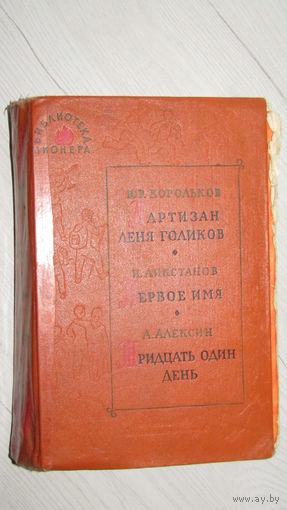 БИБЛИОТЕКА
ПИОНЕРА
Ю.Р. КОРОЛЬКОВ
ПАРТИЗАН
ЛЕНЯ ГОЛИКОВ
И. ЛИКСТАНОВ
ПЕРВОЕ ИМЯ
А. АЛЕКСИН
ТРИДЦАТЬ ОДИН
ДЕНЬ
www.ay.by